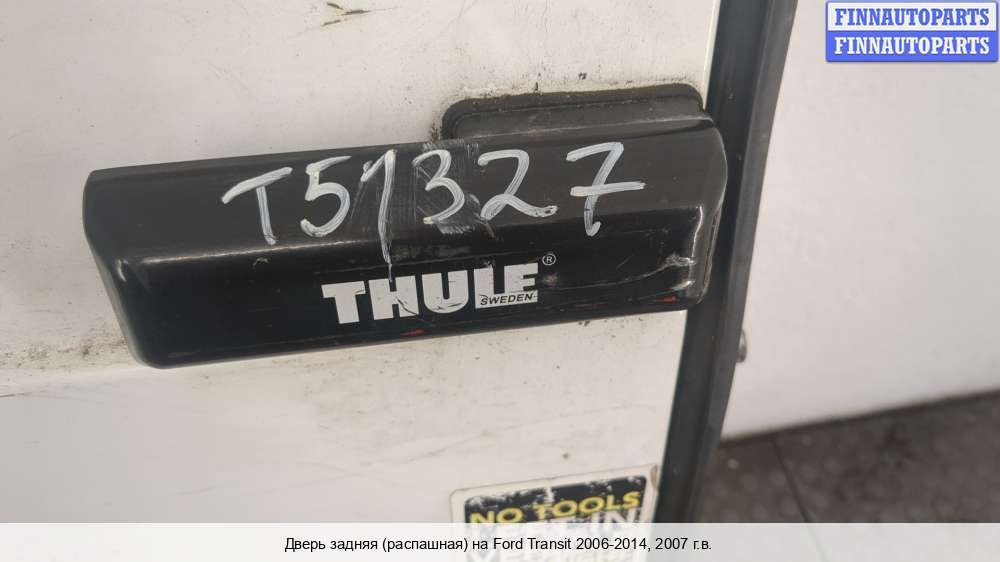 FINNAUTOPARTS
FINNAUTOPARTS
T51327
THULE®
SWEDEN
NO TOOLS
Дверь задняя (распашная) на Ford Transit 2006-2014, 2007 г.в.